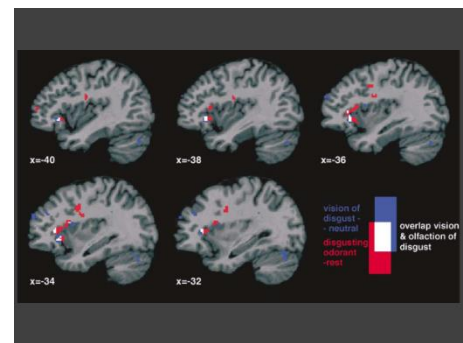 x=-40
x=-38
x=-36
x=-34
x=-32
vision of
disgust -
- neutral
disgusting
odorant
-rest
overlap vision
& olfaction of
disgust